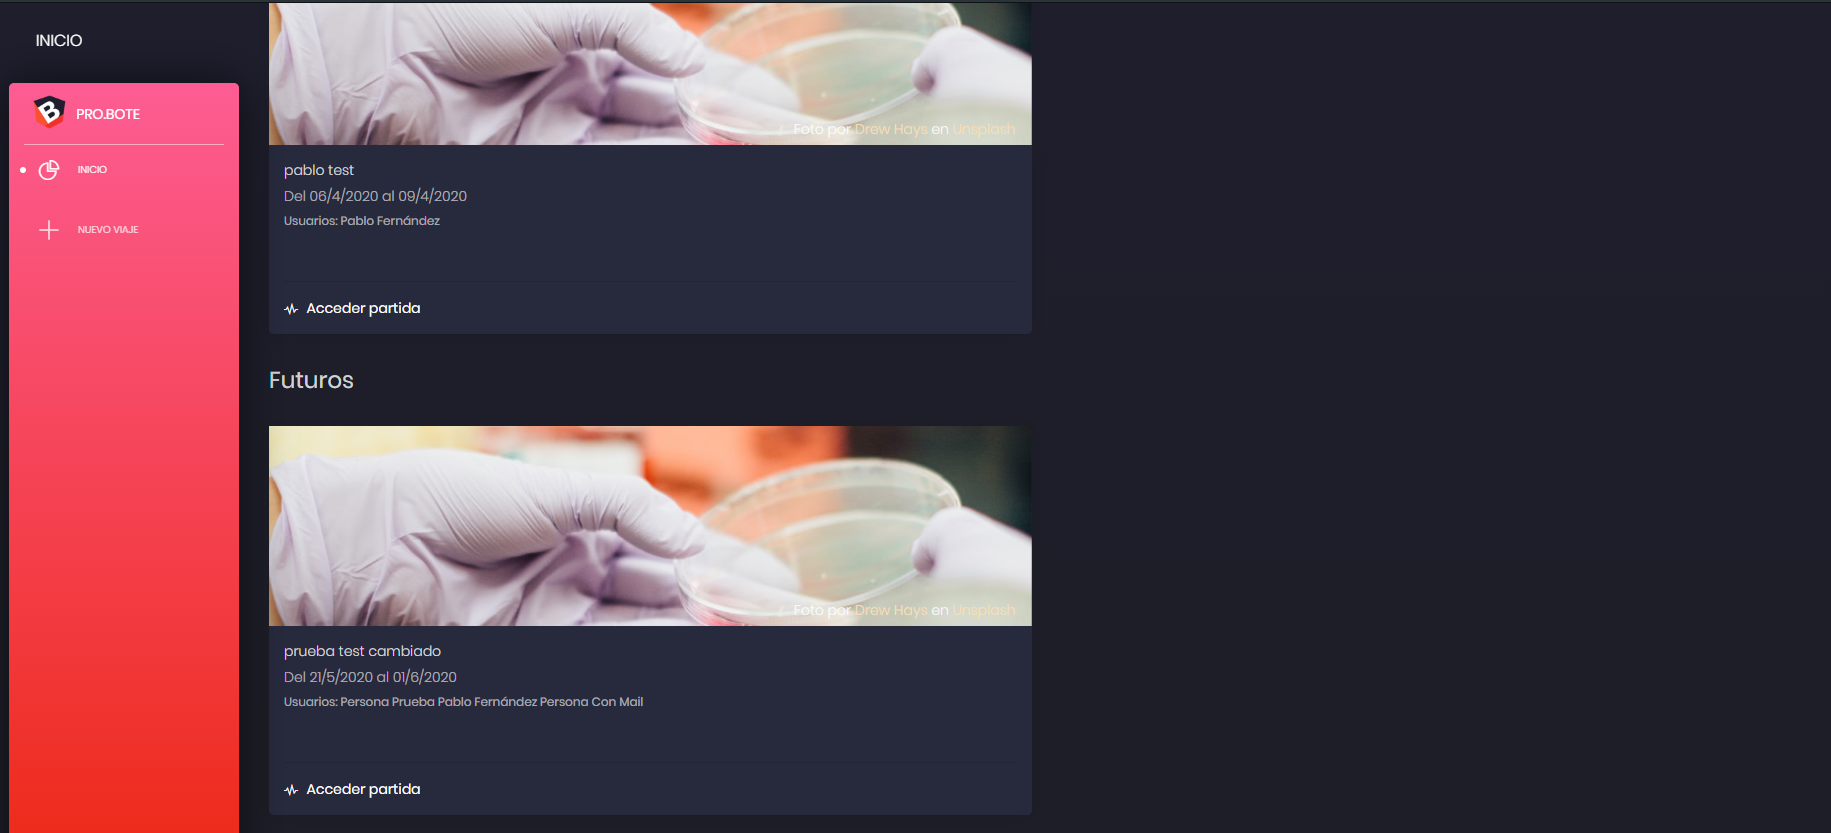 INICIO
B
PRO.BOTE
INICIO
NUEVO VIAJE
Foto por Drew Hays en Unsplash
pablo test
Del 06/4/2020 al 09/4/2020
Usuarios: Pablo Fernández
Acceder partida
Futuros
Foto por Drew Hays en Unsplash
prueba test cambiado
Del 21/5/2020 al 01/6/2020
Usuarios: Persona Prueba Pablo Fernández Persona Con Mail
Acceder partida